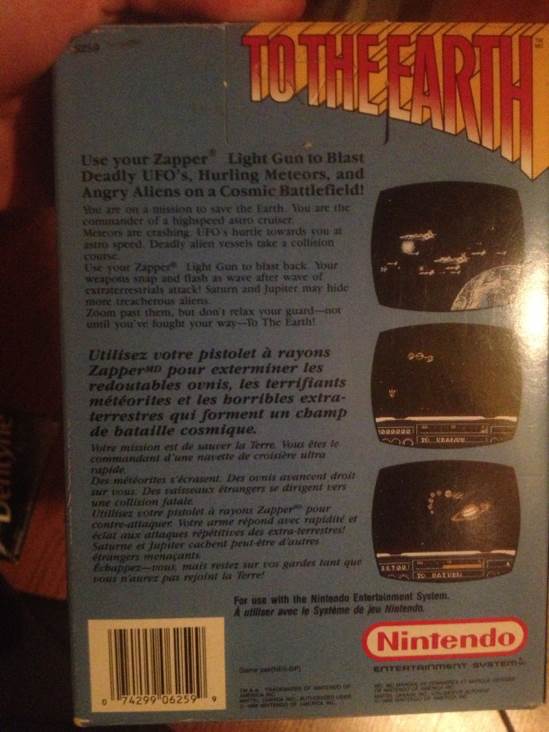 TO THE EARTH
Use your Zapper® Light Gun to Blast
Deadly UFO's, Hurling Meteors, and
Angry Aliens on a Cosmic Battlefield!
You are on a mission to save the Earth. You are the
commander of a highspeed astro cruiser.
Meteors are crashing. UFO's hurtle towards you at
astro speed. Deadly alien vessels take a collision
course.
Use your Zapper® Light Gun to blast back. Your
weapons snap and flash as wave after wave of
extraterrestrials attack! Saturn and Jupiter may hide
more treacherous aliens.
Zoom past them, but don't relax your guard—not
until you've fought your way—To The Earth!
Utilisez votre pistolet à rayons
Zapper MD pour exterminer les
redoutables ovnis, les terrifiants
météorites et les horribles extra-
terrestres qui forment un champ
de bataille cosmique.
Votre mission est de sauver la Terre. Vous êtes le
commandant d'une navette de croisière ultra
rapide.
Des météorites s'écrasent. Des ovnis avancent droit
sur vous. Des vaisseaux étrangers se dirigent vers
une collision fatale.
Utilisez votre pistolet à rayons Zapper MD pour
contre-attaquer. Votre arme répond avec rapidité et
éclat aux attaques répétitives des extra-terrestres!
Saturne et Jupiter cachent peut-être d'autres
étrangers menaçants.
Échappez—vous, mais restez sur vos gardes tant que
vous n'aurez pas rejoint la Terre!
For use with the Nintendo Entertainment System.
À utiliser avec le Système de jeu Nintendo.
Nintendo
ENTERTAINMENT SYSTEM
Game pak(NES-GP)
0 74299 06259 9
Dentyne